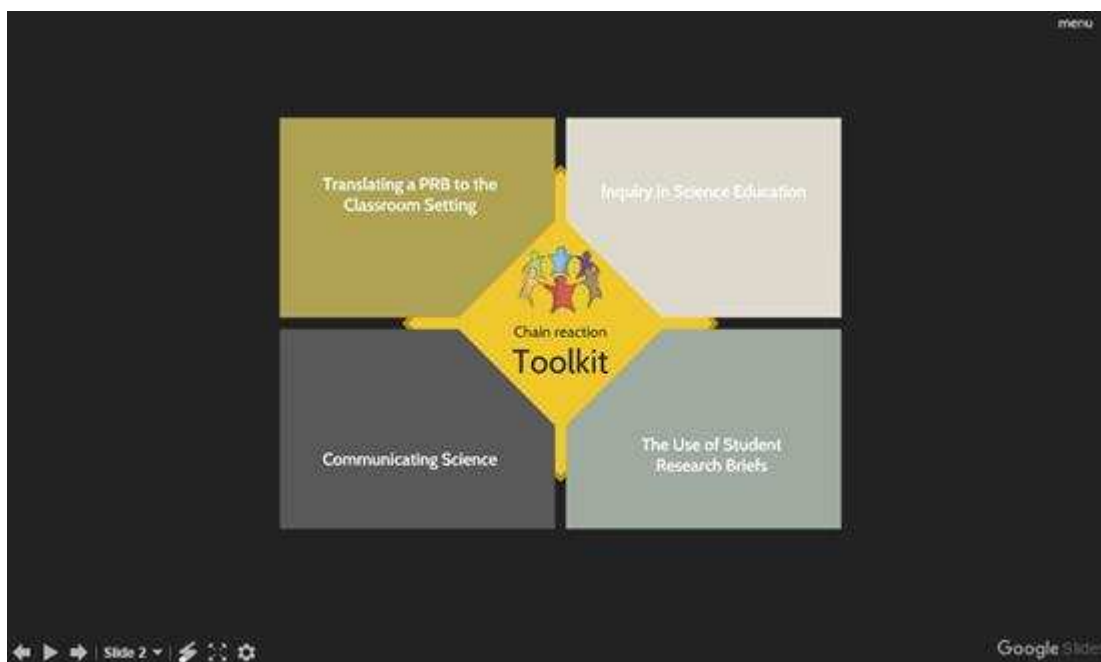 menu
Translating a PRB to the
Classroom Setting
Inquiry in Science Education
Chain reaction
Toolkit
Communicating Science
The Use of Student
Research Briefs
Slide 2
Google Slides